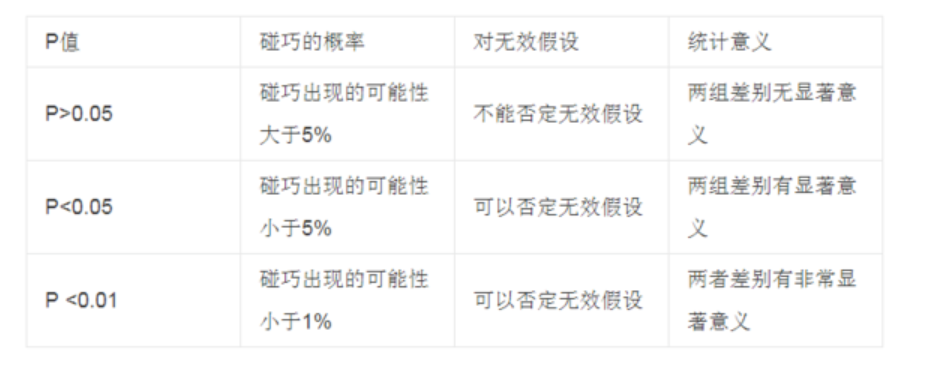 P值 碰巧的概率 对无效假设 统计意义
P>0.05 碰巧出现的可能性大于5% 不能否定无效假设 两组差别无显著意义
P<0.05 碰巧出现的可能性小于5% 可以否定无效假设 两组差别有显著意义
P <0.01 碰巧出现的可能性小于1% 可以否定无效假设 两者差别有非常显著意义